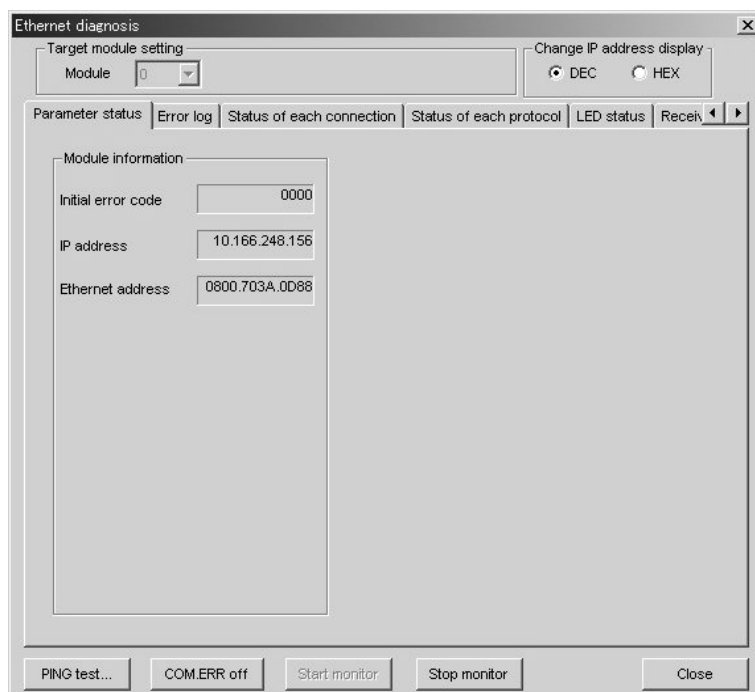 Ethernet diagnosis
Target module setting
Module 0
Change IP address display
DEC HEX
Parameter status Error log Status of each connection Status of each protocol LED status Receiv
Module information
Initial error code 0000
IP address 10.166.248.156
Ethernet address 0800.703A.0D88
PING test... COM.ERR off Start monitor Stop monitor Close